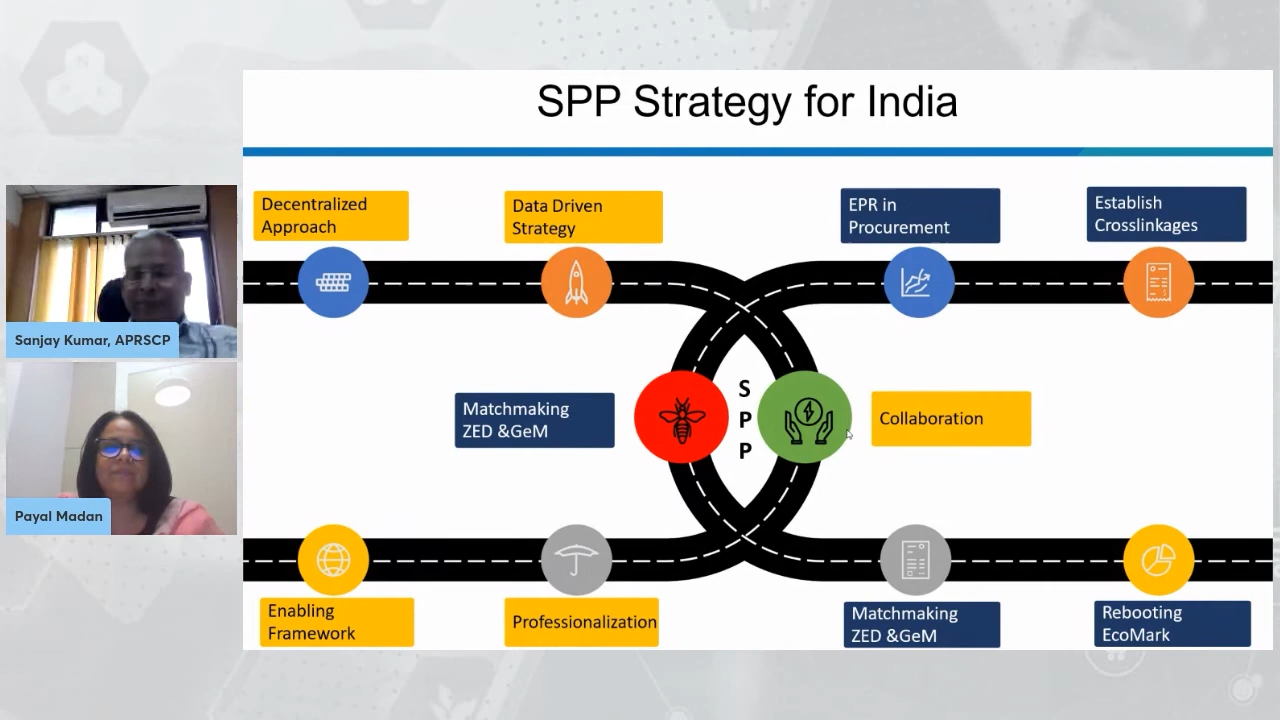 SPP Strategy for India
Decentralized
Approach
Data Driven
Strategy
EPR in
Procurement
Establish
Crosslinkages
Sanjay Kumar, APRSCP
Matchmaking
ZED &GeM
S
P
P
Collaboration
Payal Madan
Enabling
Framework
Professionalization
Matchmaking
ZED &GeM
Rebooting
EcoMark